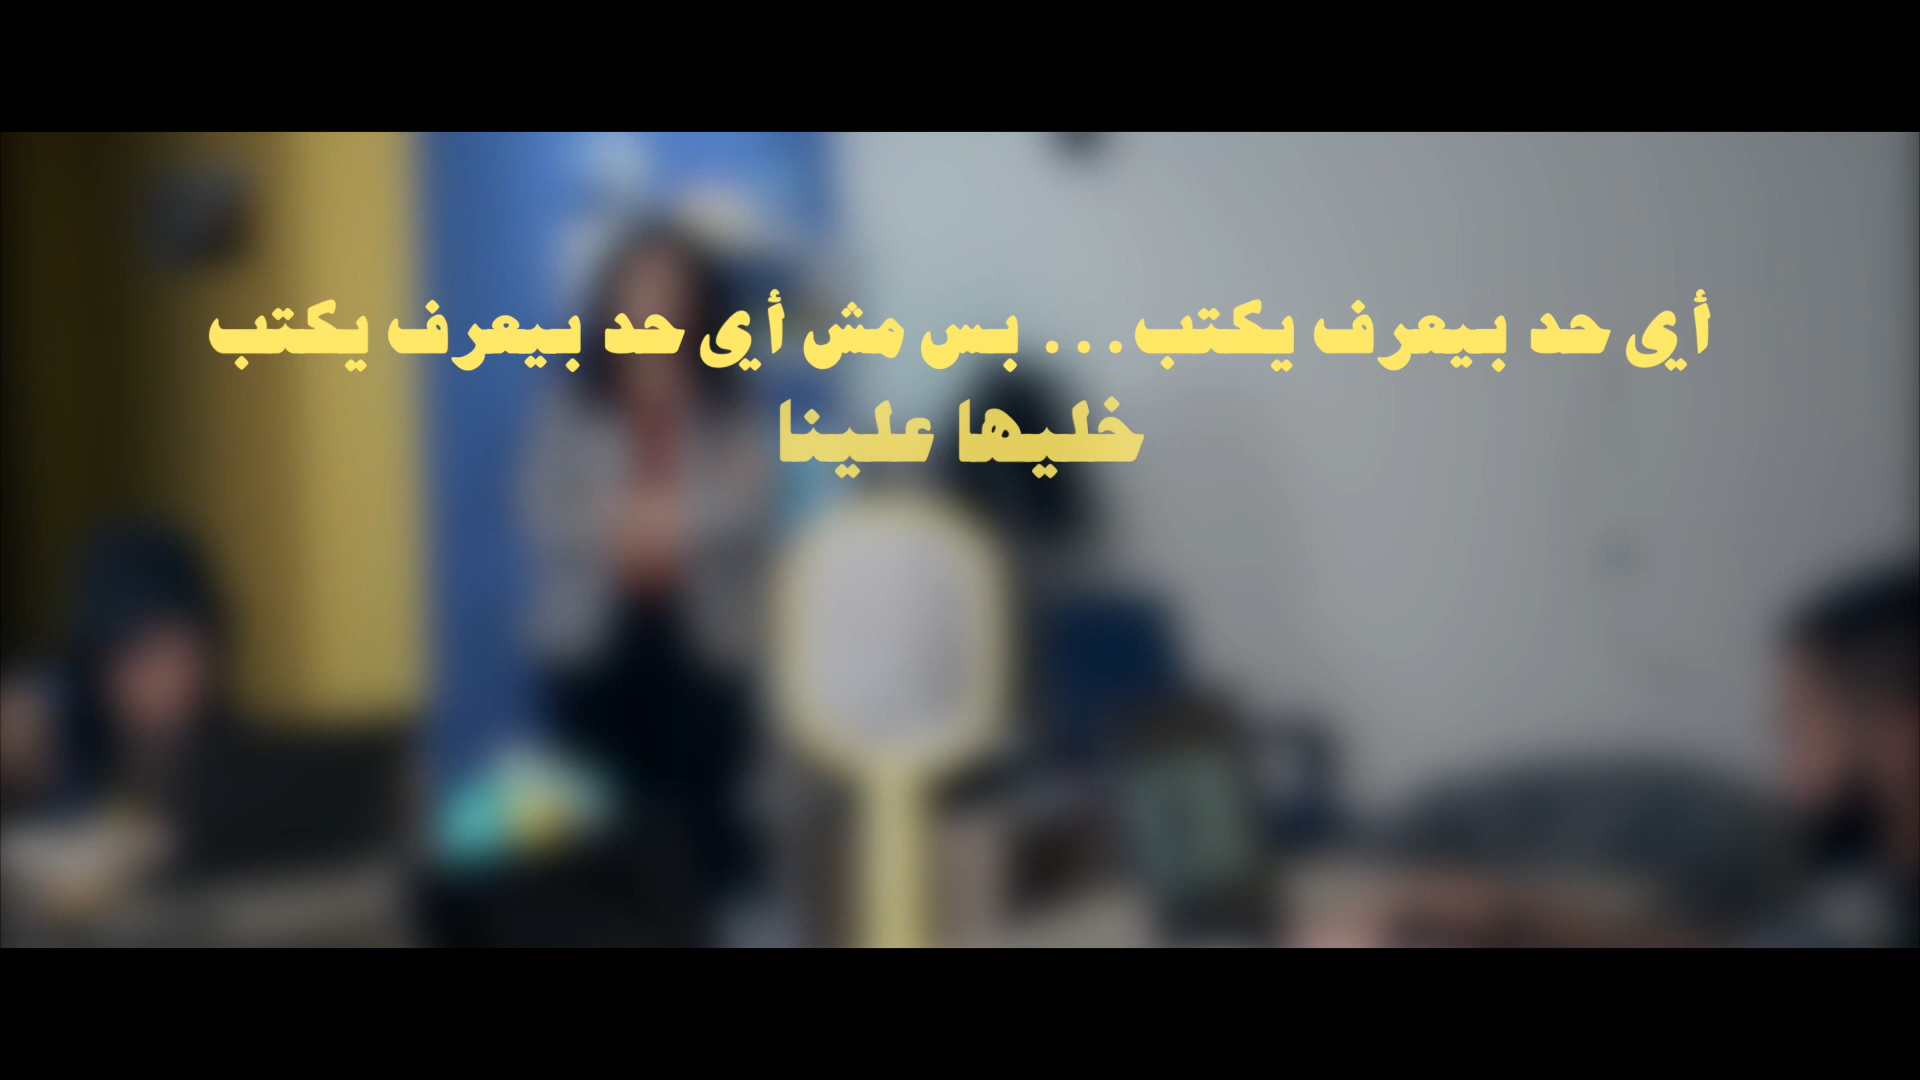 أي حد بيعرف يكتب... بس مش أي حد بيعرف يكتب
خليها علينا